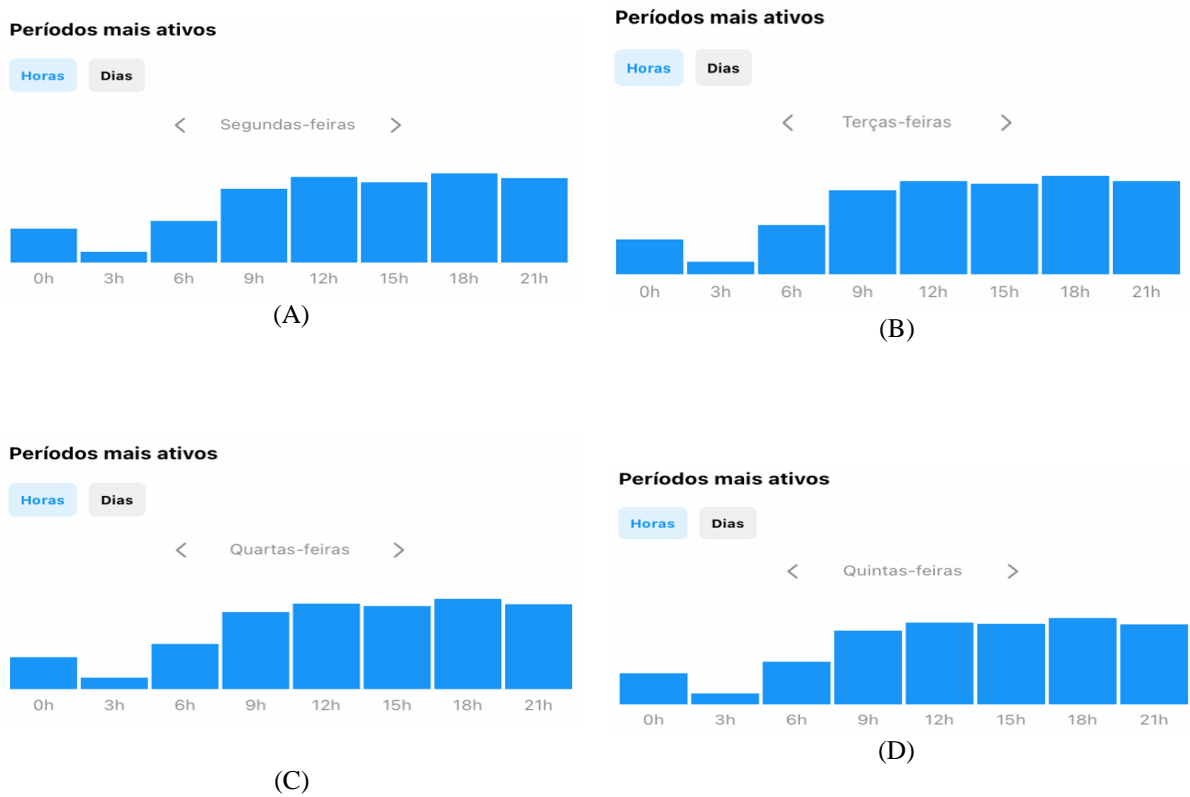 Períodos mais ativos
Horas Dias
< Segundas-feiras >
0h 3h 6h 9h 12h 15h 18h 21h
(A)
Períodos mais ativos
Horas Dias
< Terças-feiras >
0h 3h 6h 9h 12h 15h 18h 21h
(B)
Períodos mais ativos
Horas Dias
< Quartas-feiras >
0h 3h 6h 9h 12h 15h 18h 21h
(C)
Períodos mais ativos
Horas Dias
< Quintas-feiras >
0h 3h 6h 9h 12h 15h 18h 21h
(D)